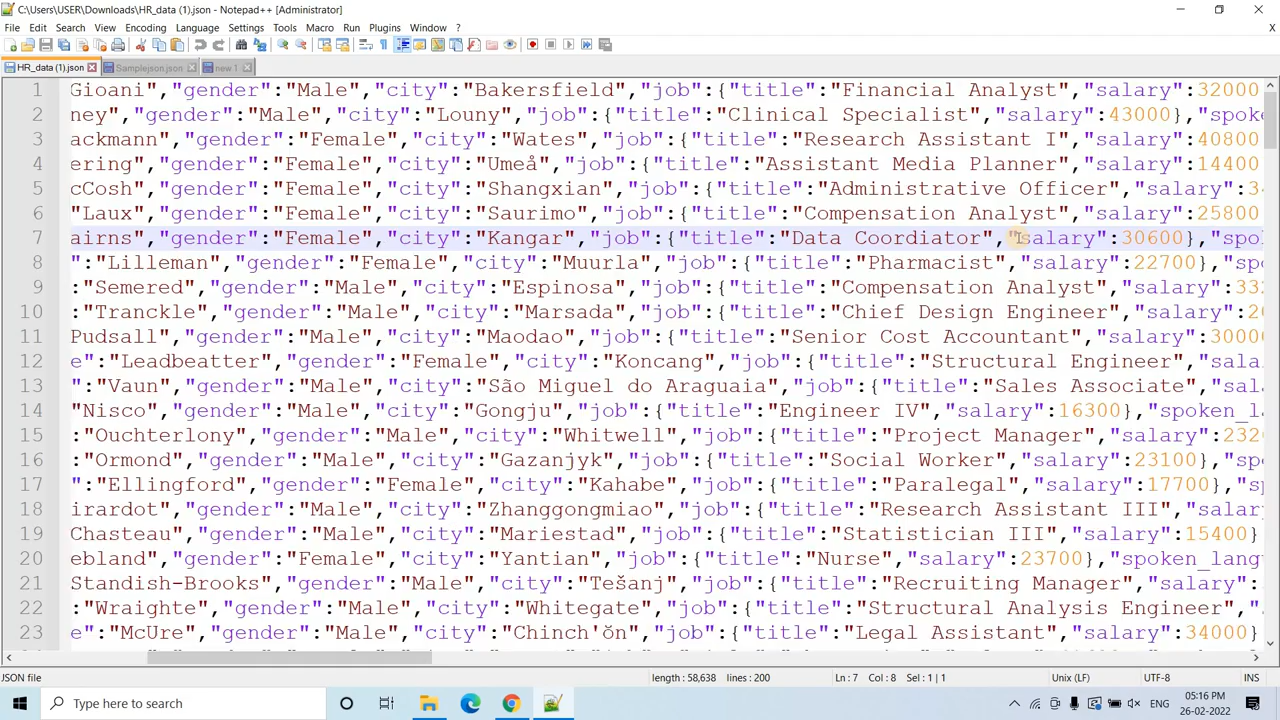 C:\Users\USER\Downloads\HR_data (1).json - Notepad++ [Administrator]
File Edit Search View Encoding Language Settings Tools Macro Run Plugins Window ? X
HR_data (1).json Samplejson.json new 1
1 Gioani","gender":"Male","city":"Bakersfield","job":{"title":"Financial Analyst","salary":32000
2 ney","gender":"Male","city":"Louny","job":{"title":"Clinical Specialist","salary":43000},"spoke
3 ackmann","gender":"Female","city":"Wates","job":{"title":"Research Assistant I","salary":40800
4 ering","gender":"Female","city":"Umeå","job":{"title":"Assistant Media Planner","salary":14400
5 cCosh","gender":"Female","city":"Shangxian","job":{"title":"Administrative Officer","salary":3
6 "Laux","gender":"Female","city":"Saurimo","job":{"title":"Compensation Analyst","salary":25800
7 airns","gender":"Female","city":"Kangar","job":{"title":"Data Coordiator","salary":30600},"spo
8 ":"Lilleman","gender":"Female","city":"Muurla","job":{"title":"Pharmacist","salary":22700},"sp
9 :"Semered","gender":"Male","city":"Espinosa","job":{"title":"Compensation Analyst","salary":33
10 :"Tranckle","gender":"Male","city":"Marsada","job":{"title":"Chief Design Engineer","salary":2
11 Pudsall","gender":"Male","city":"Maodao","job":{"title":"Senior Cost Accountant","salary":30000
12 e":"Leadbeatter","gender":"Female","city":"Koncang","job":{"title":"Structural Engineer","sala
13 ":"Vaun","gender":"Male","city":"São Miguel do Araguaia","job":{"title":"Sales Associate","sal
14 "Nisco","gender":"Male","city":"Gongju","job":{"title":"Engineer IV","salary":16300},"spoken_l
15 :"Ouchterlony","gender":"Male","city":"Whitwell","job":{"title":"Project Manager","salary":232
16 :"Ormond","gender":"Male","city":"Gazanjyk","job":{"title":"Social Worker","salary":23100},"sp
17 ":"Ellingford","gender":"Female","city":"Kahabe","job":{"title":"Paralegal","salary":17700},"s
18 irardot","gender":"Male","city":"Zhanggongmiao","job":{"title":"Research Assistant III","salar
19 Chasteau","gender":"Male","city":"Mariestad","job":{"title":"Statistician III","salary":15400}
20 ebland","gender":"Female","city":"Yantian","job":{"title":"Nurse","salary":23700},"spoken_lang
21 Standish-Brooks","gender":"Male","city":"Tešanj","job":{"title":"Recruiting Manager","salary":
22 :"Wraighte","gender":"Male","city":"Whitegate","job":{"title":"Structural Analysis Engineer","
23 e":"McUre","gender":"Male","city":"Chinch'ŏn","job":{"title":"Legal Assistant","salary":34000}
JSON file length : 58,638 lines : 200 Ln : 7 Col : 8 Sel : 1 | 1 Unix (LF) UTF-8 INS
Type here to search ENG 05:16 PM
26-02-2022